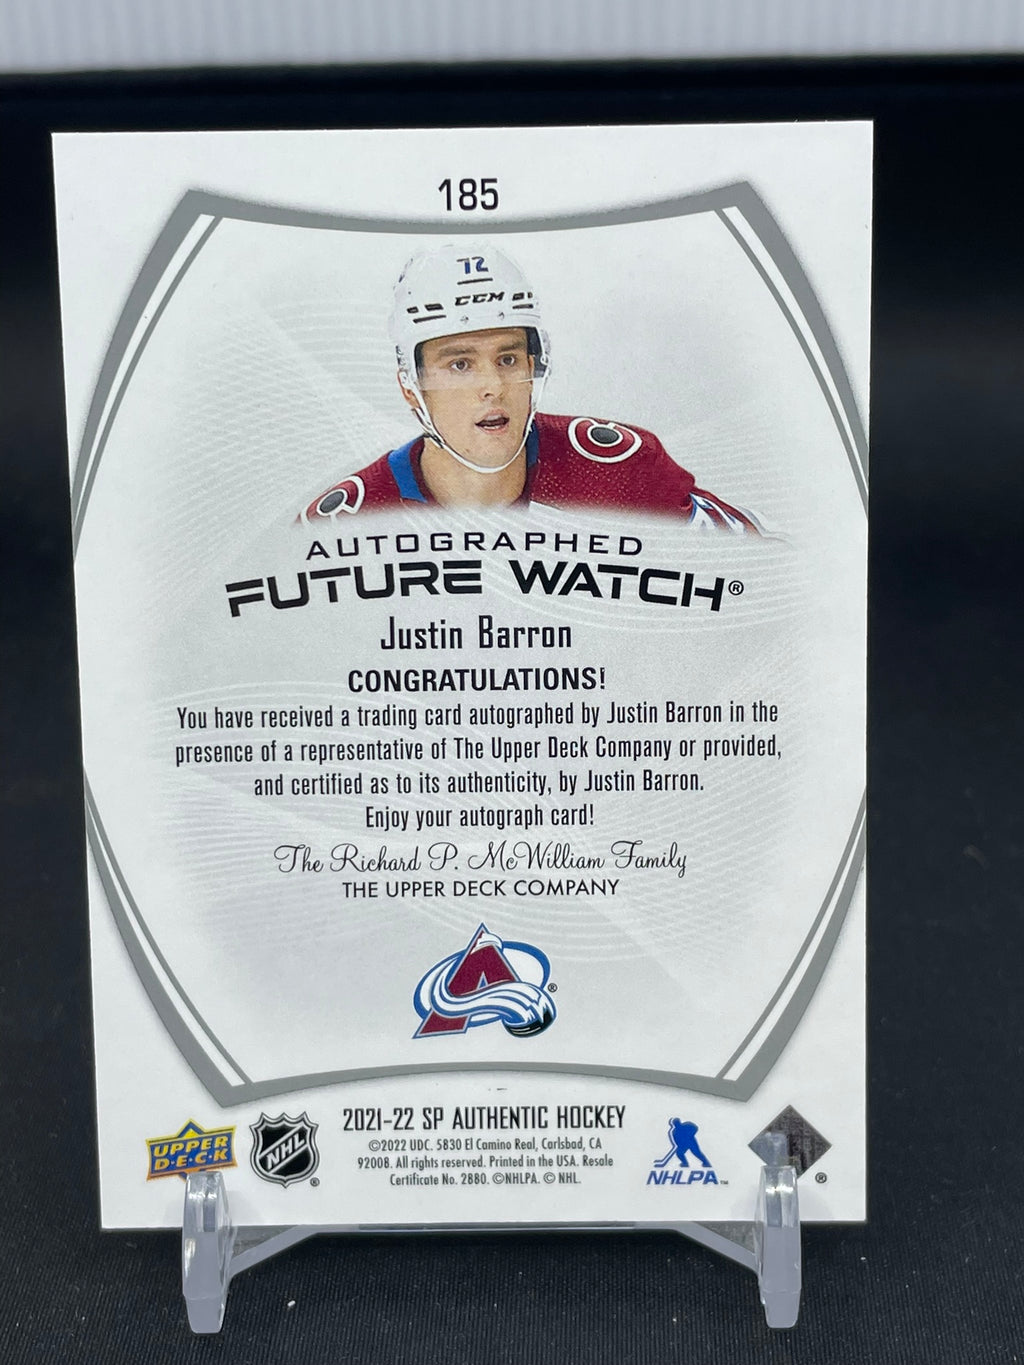 185
72
CCM
AUTOGRAPHED
FUTURE WATCH®
Justin Barron
CONGRATULATIONS!
You have received a trading card autographed by Justin Barron in the
presence of a representative of The Upper Deck Company or provided,
and certified as to its authenticity, by Justin Barron.
Enjoy your autograph card!
The Richard P. McWilliam Family
THE UPPER DECK COMPANY
A®
2021-22 SP AUTHENTIC HOCKEY
©2022 UDC. 5830 El Camino Real, Carlsbad, CA
92008. All rights reserved. Printed in the USA. Resale
Certificate No. 2880. ©NHLPA. © NHL.
UPPER
D·E·C·K
NHL®
NHLPA™
®